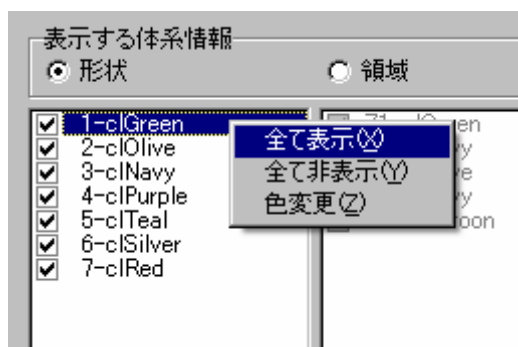 表示する体系情報
形状
領域
1-clGreen
2-clOlive
3-clNavy
4-clPurple
5-clTeal
6-clSilver
7-clRed
全て表示(X)
全て非表示(Y)
色変更(Z)